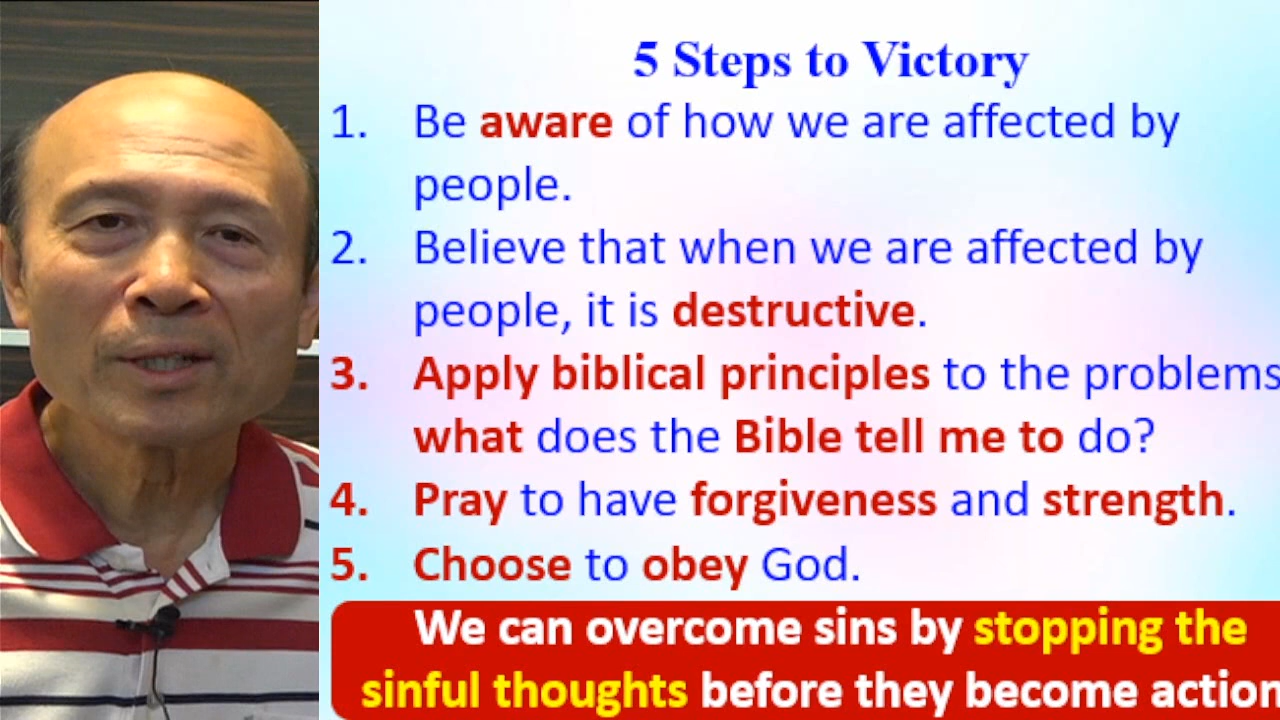 5 Steps to Victory
1. Be aware of how we are affected by
people.
2. Believe that when we are affected by
people, it is destructive.
3. Apply biblical principles to the problems
what does the Bible tell me to do?
4. Pray to have forgiveness and strength.
5. Choose to obey God.
We can overcome sins by stopping the
sinful thoughts before they become action